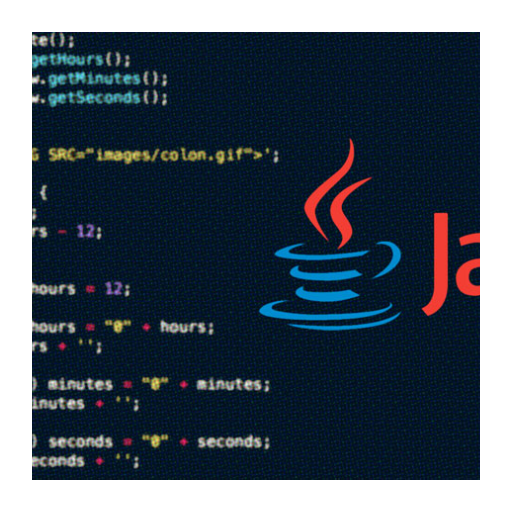 te();
getHours();
w.getMinutes();
w.getSeconds();
G SRC="images/colon.gif">';
{
;
rs - 12;
hours = 12;
hours = "0" + hours;
rs + '';
) minutes = "0" + minutes;
inutes + '';
) seconds = "0" + seconds;
econds + '';
Ja